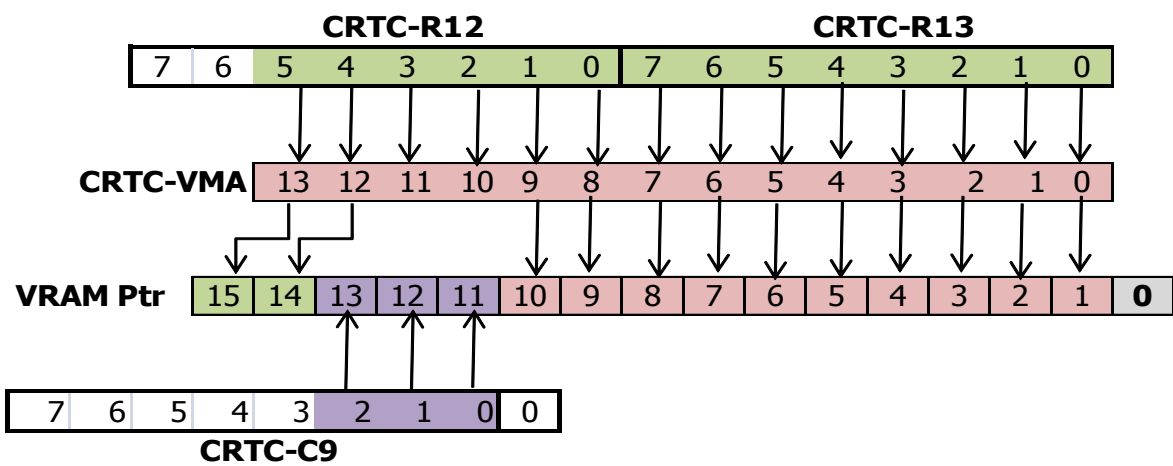 CRTC-R12 CRTC-R13
7 6 5 4 3 2 1 0 7 6 5 4 3 2 1 0
CRTC-VMA 13 12 11 10 9 8 7 6 5 4 3 2 1 0
VRAM Ptr 15 14 13 12 11 10 9 8 7 6 5 4 3 2 1 0
7 6 5 4 3 2 1 0 0
CRTC-C9